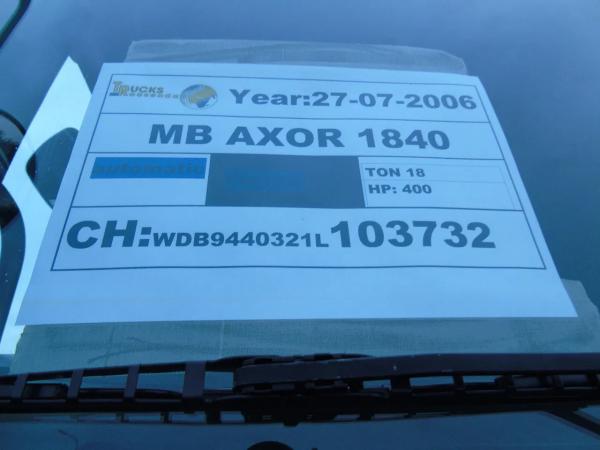 TRUCKS Year:27-07-2006
MB AXOR 1840
automatic
TON 18
HP: 400
CH:WDB9440321L103732